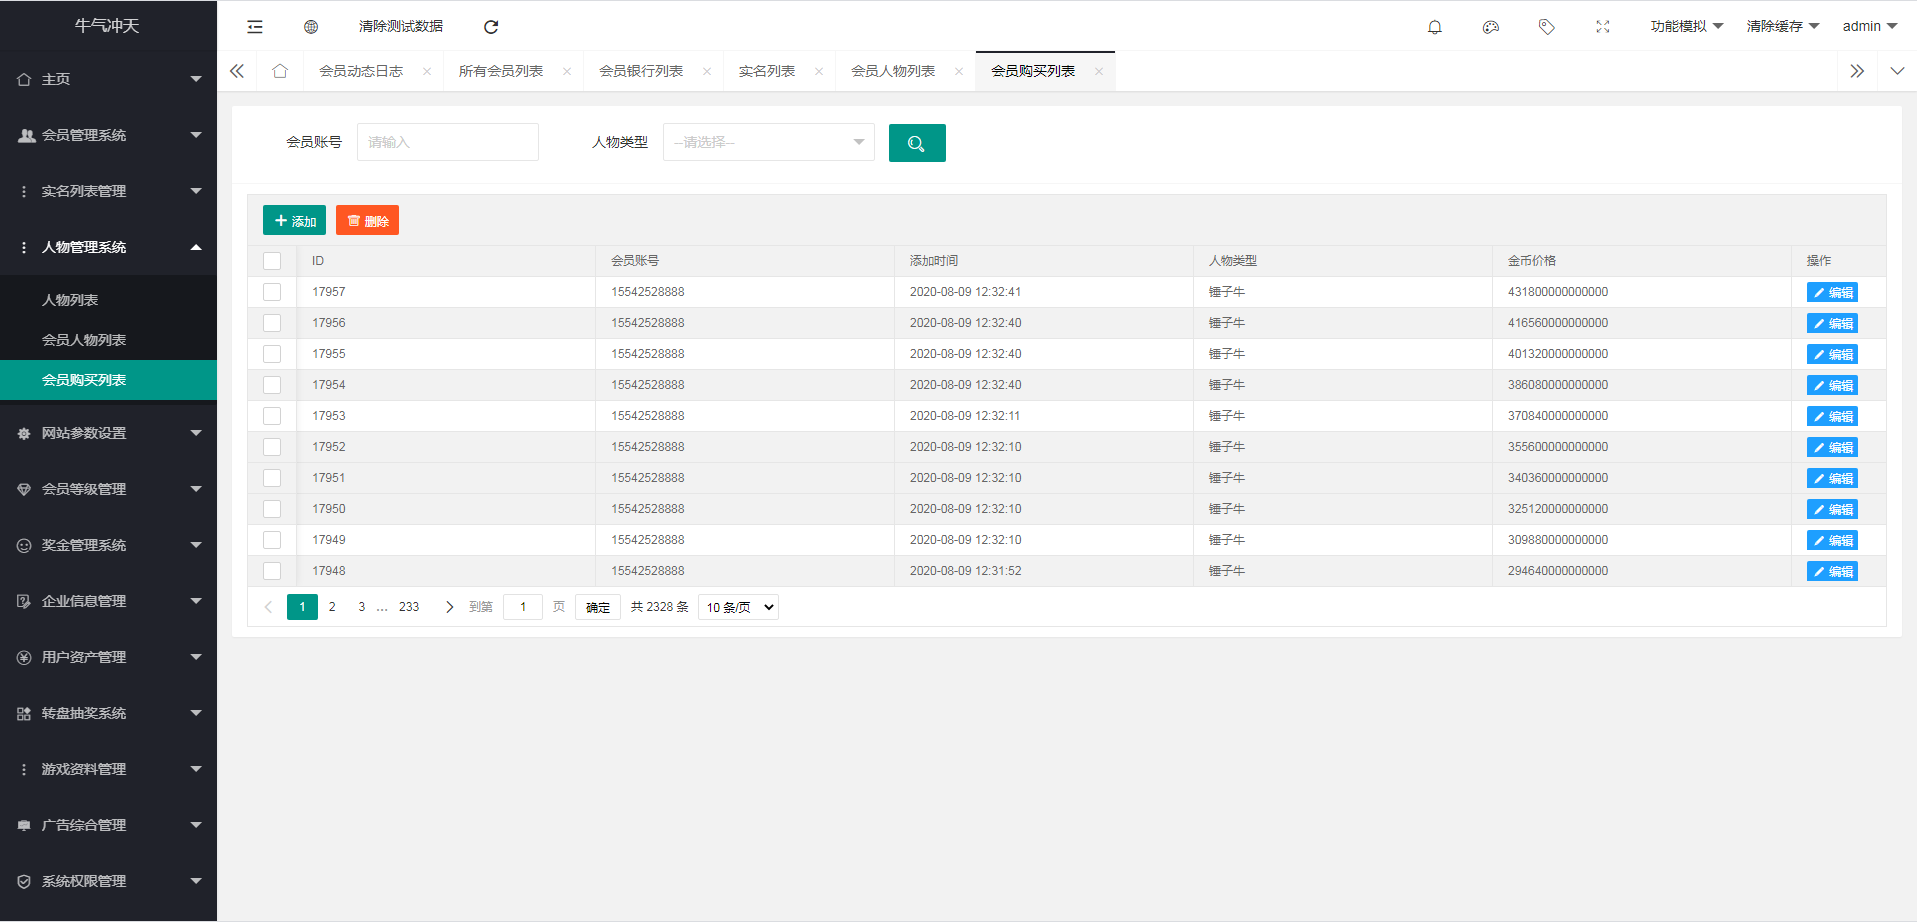 牛气冲天
清除测试数据
功能模拟
清除缓存
admin
会员动态日志
所有会员列表
会员银行列表
实名列表
会员人物列表
会员购买列表
主页
会员管理系统
实名列表管理
人物管理系统
人物列表
会员人物列表
会员购买列表
网站参数设置
会员等级管理
奖金管理系统
企业信息管理
用户资产管理
转盘抽奖系统
游戏资料管理
广告综合管理
系统权限管理
会员账号 请输入 人物类型 --请选择--
添加 删除
ID 会员账号 添加时间 人物类型 金币价格 操作
17957 15542528888 2020-08-09 12:32:41 锤子牛 431800000000000 编辑
17956 15542528888 2020-08-09 12:32:40 锤子牛 416560000000000 编辑
17955 15542528888 2020-08-09 12:32:40 锤子牛 401320000000000 编辑
17954 15542528888 2020-08-09 12:32:40 锤子牛 386080000000000 编辑
17953 15542528888 2020-08-09 12:32:11 锤子牛 370840000000000 编辑
17952 15542528888 2020-08-09 12:32:10 锤子牛 355600000000000 编辑
17951 15542528888 2020-08-09 12:32:10 锤子牛 340360000000000 编辑
17950 15542528888 2020-08-09 12:32:10 锤子牛 325120000000000 编辑
17949 15542528888 2020-08-09 12:32:10 锤子牛 309880000000000 编辑
17948 15542528888 2020-08-09 12:31:52 锤子牛 294640000000000 编辑
1 2 3 … 233 到第 1 页 确定 共 2328 条 10 条/页